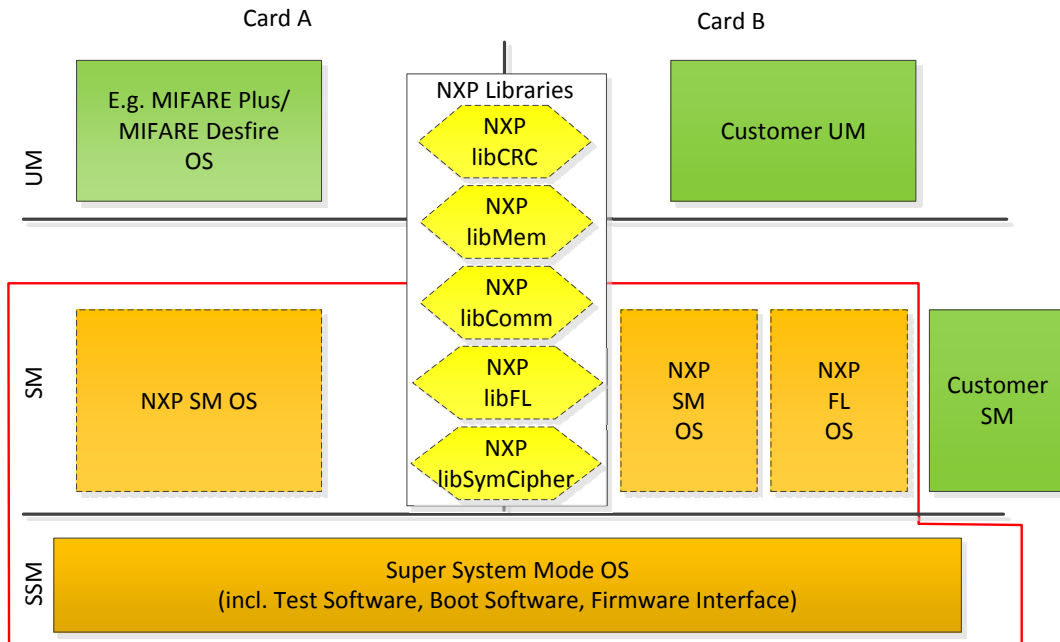 Card A
Card B
UM
E.g. MIFARE Plus/
MIFARE Desfire
OS
NXP Libraries
NXP
libCRC
NXP
libMem
NXP
libComm
NXP
libFL
NXP
libSymCipher
Customer UM
SM
NXP SM OS
NXP
SM
OS
NXP
FL
OS
Customer
SM
SSM
Super System Mode OS
(incl. Test Software, Boot Software, Firmware Interface)